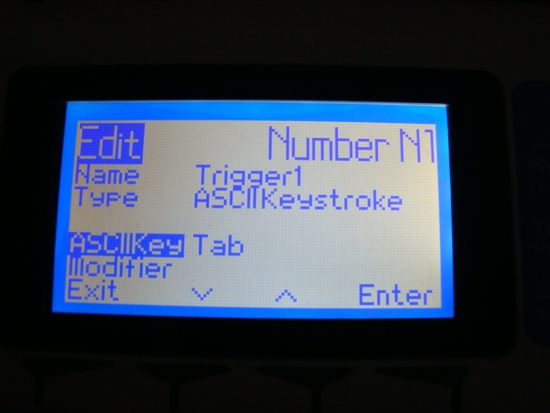 Edit Number N1
Name Trigger1
Type ASCIIKeystroke
ASCIIKey Tab
Modifier
Exit Enter